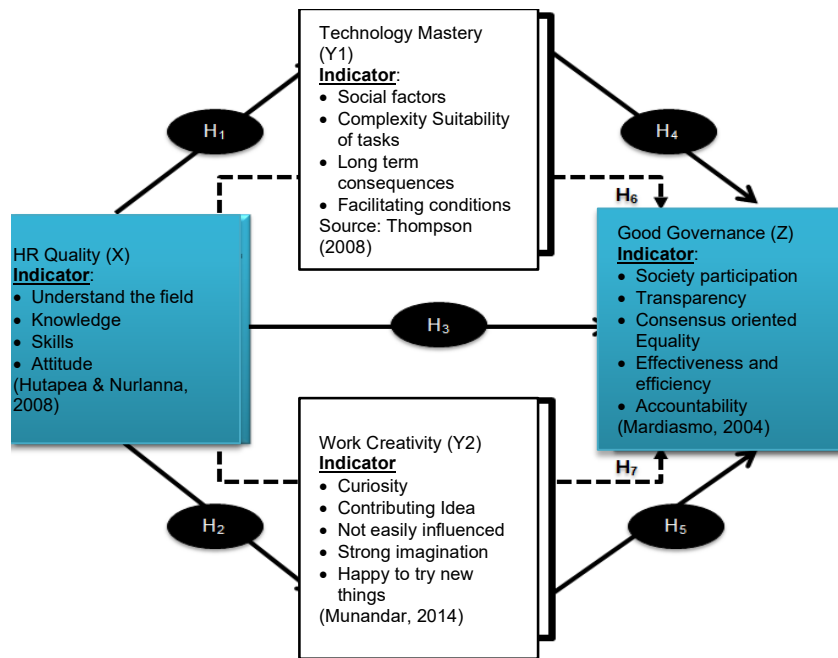 Technology Mastery
(Y1)
Indicator:
• Social factors
• Complexity Suitability
of tasks
• Long term
consequences
• Facilitating conditions
Source: Thompson
(2008)
H1
H4
H6
HR Quality (X)
Indicator:
• Understand the field
• Knowledge
• Skills
• Attitude
(Hutapea & Nurlanna,
2008)
H3
Good Governance (Z)
Indicator:
• Society participation
• Transparency
• Consensus oriented
Equality
• Effectiveness and
efficiency
• Accountability
(Mardiasmo, 2004)
Work Creativity (Y2)
Indicator
• Curiosity
• Contributing Idea
• Not easily influenced
• Strong imagination
• Happy to try new
things
(Munandar, 2014)
H7
H2
H5